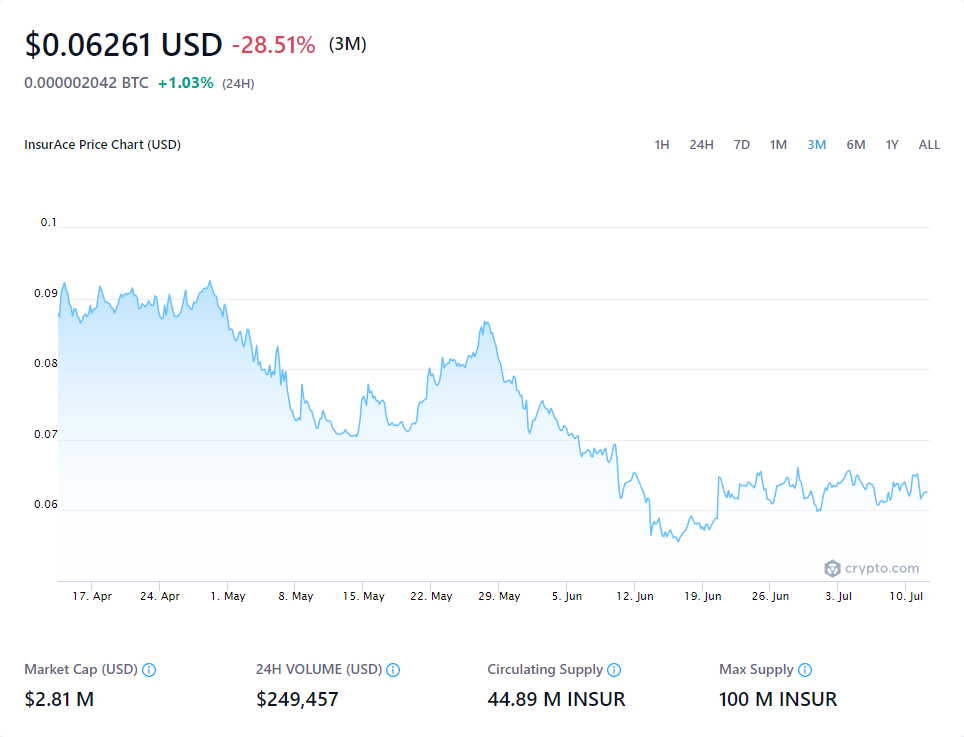 $0.06261 USD -28.51% (3M)
0.000002042 BTC +1.03% (24H)
InsurAce Price Chart (USD) 1H 24H 7D 1M 3M 6M 1Y ALL
0.1
0.09
0.08
0.07
0.06
crypto.com
17. Apr 24. Apr 1. May 8. May 15. May 22. May 29. May 5. Jun 12. Jun 19. Jun 26. Jun 3. Jul 10. Jul
Market Cap (USD) 24H VOLUME (USD) Circulating Supply Max Supply
$2.81 M $249,457 44.89 M INSUR 100 M INSUR